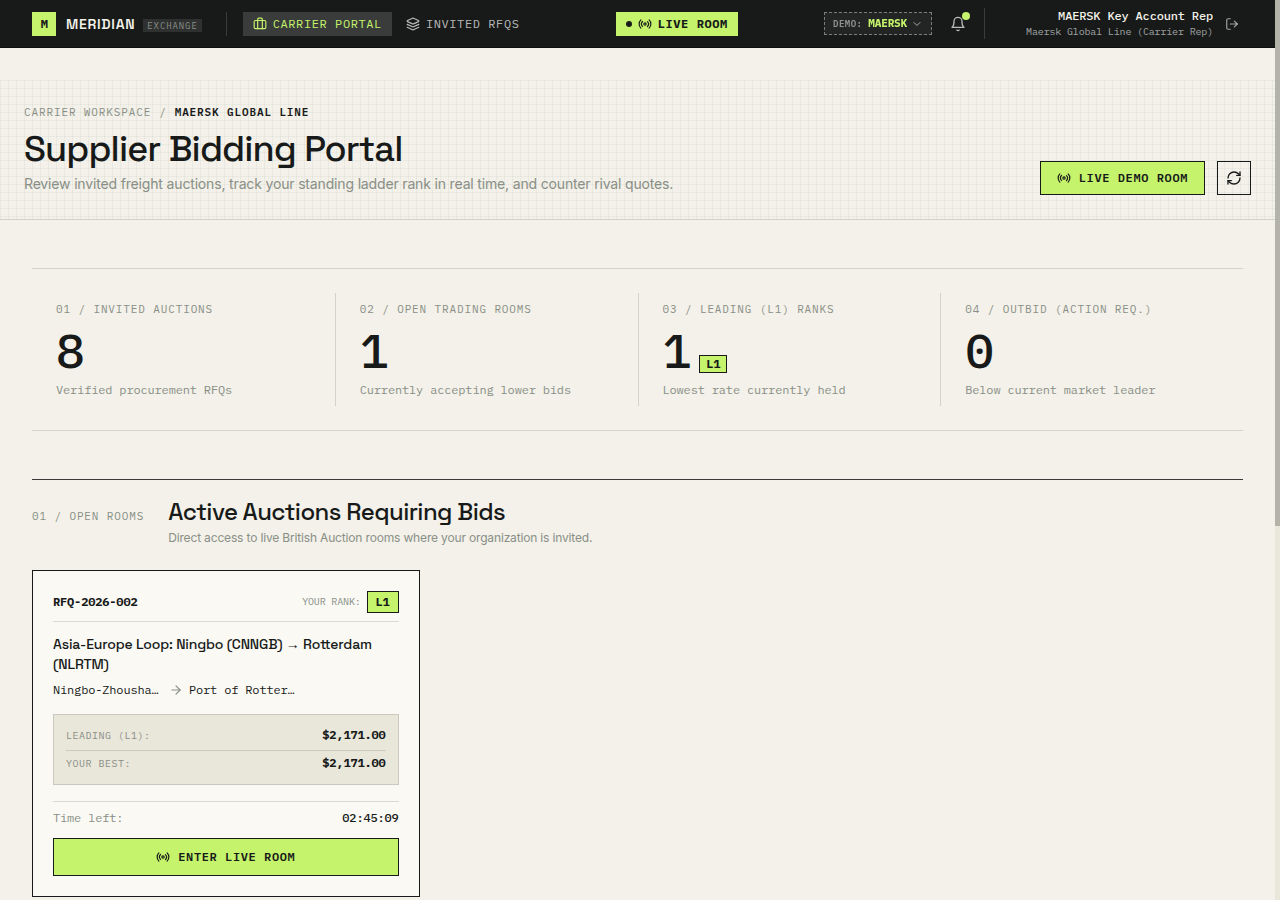 M MERIDIAN EXCHANGE CARRIER PORTAL INVITED RFQS LIVE ROOM DEMO: MAERSK MAERSK Key Account Rep
Maersk Global Line (Carrier Rep)
CARRIER WORKSPACE / MAERSK GLOBAL LINE
Supplier Bidding Portal
Review invited freight auctions, track your standing ladder rank in real time, and counter rival quotes.
LIVE DEMO ROOM
01 / INVITED AUCTIONS
8
Verified procurement RFQs
02 / OPEN TRADING ROOMS
1
Currently accepting lower bids
03 / LEADING (L1) RANKS
1 L1
Lowest rate currently held
04 / OUTBID (ACTION REQ.)
0
Below current market leader
01 / OPEN ROOMS
Active Auctions Requiring Bids
Direct access to live British Auction rooms where your organization is invited.
RFQ-2026-002 YOUR RANK: L1
Asia-Europe Loop: Ningbo (CNNGB) → Rotterdam
(NLRTM)
Ningbo-Zhousha… → Port of Rotter…
LEADING (L1): $2,171.00
YOUR BEST: $2,171.00
Time left: 02:45:09
ENTER LIVE ROOM